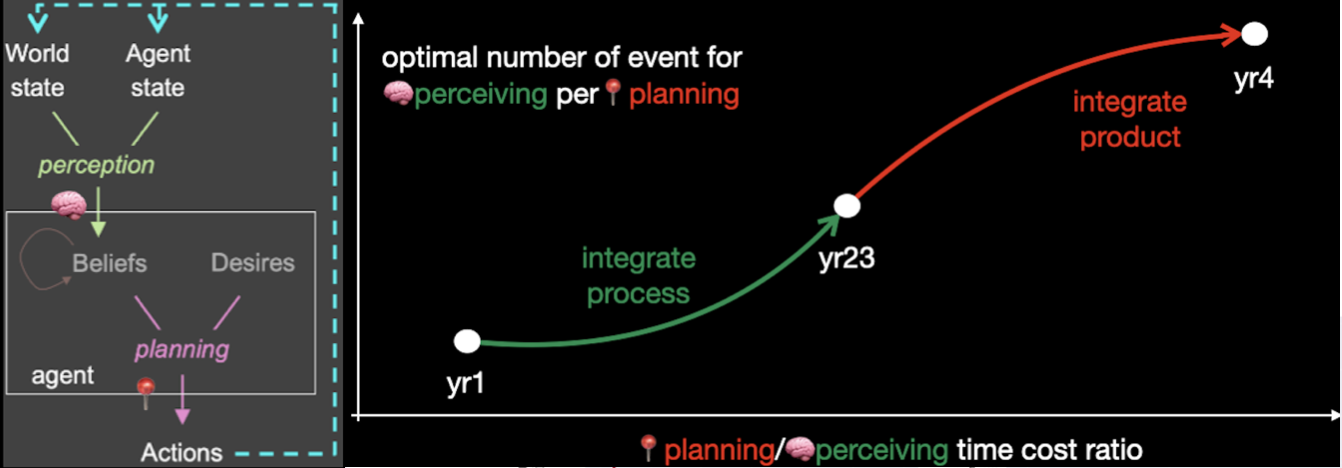 World
state
Agent
state
perception
Beliefs
Desires
planning
agent
Actions
optimal number of event for
🧠perceiving per📍planning
integrate
process
integrate
product
yr1
yr23
yr4
📍planning/🧠perceiving time cost ratio